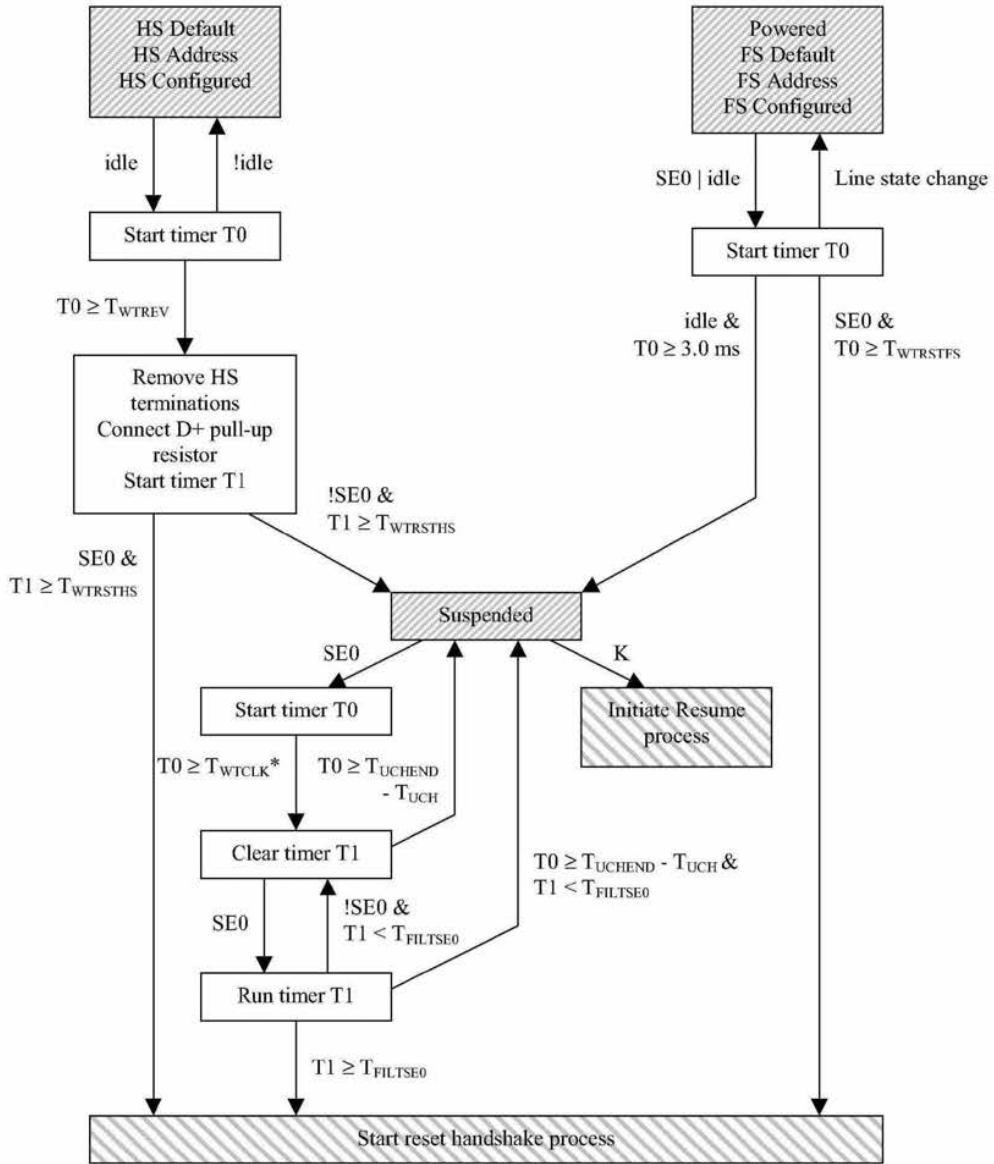 HS Default
HS Address
HS Configured
Powered
FS Default
FS Address
FS Configured
idle
!idle
SE0 | idle
Line state change
Start timer T0
Start timer T0
T0 ≥ TWTREV
idle &
T0 ≥ 3.0 ms
SE0 &
T0 ≥ TWTRSTFS
Remove HS
terminations
Connect D+ pull-up
resistor
Start timer T1
!SE0 &
T1 ≥ TWTRSTHS
SE0 &
T1 ≥ TWTRSTHS
Suspended
SE0
K
Start timer T0
Initiate Resume
process
T0 ≥ TWTCLK*
T0 ≥ TUCHEND
- TUCH
Clear timer T1
T0 ≥ TUCHEND - TUCH &
T1 < TFILTSE0
SE0
!SE0 &
T1 < TFILTSE0
Run timer T1
T1 ≥ TFILTSE0
Start reset handshake process